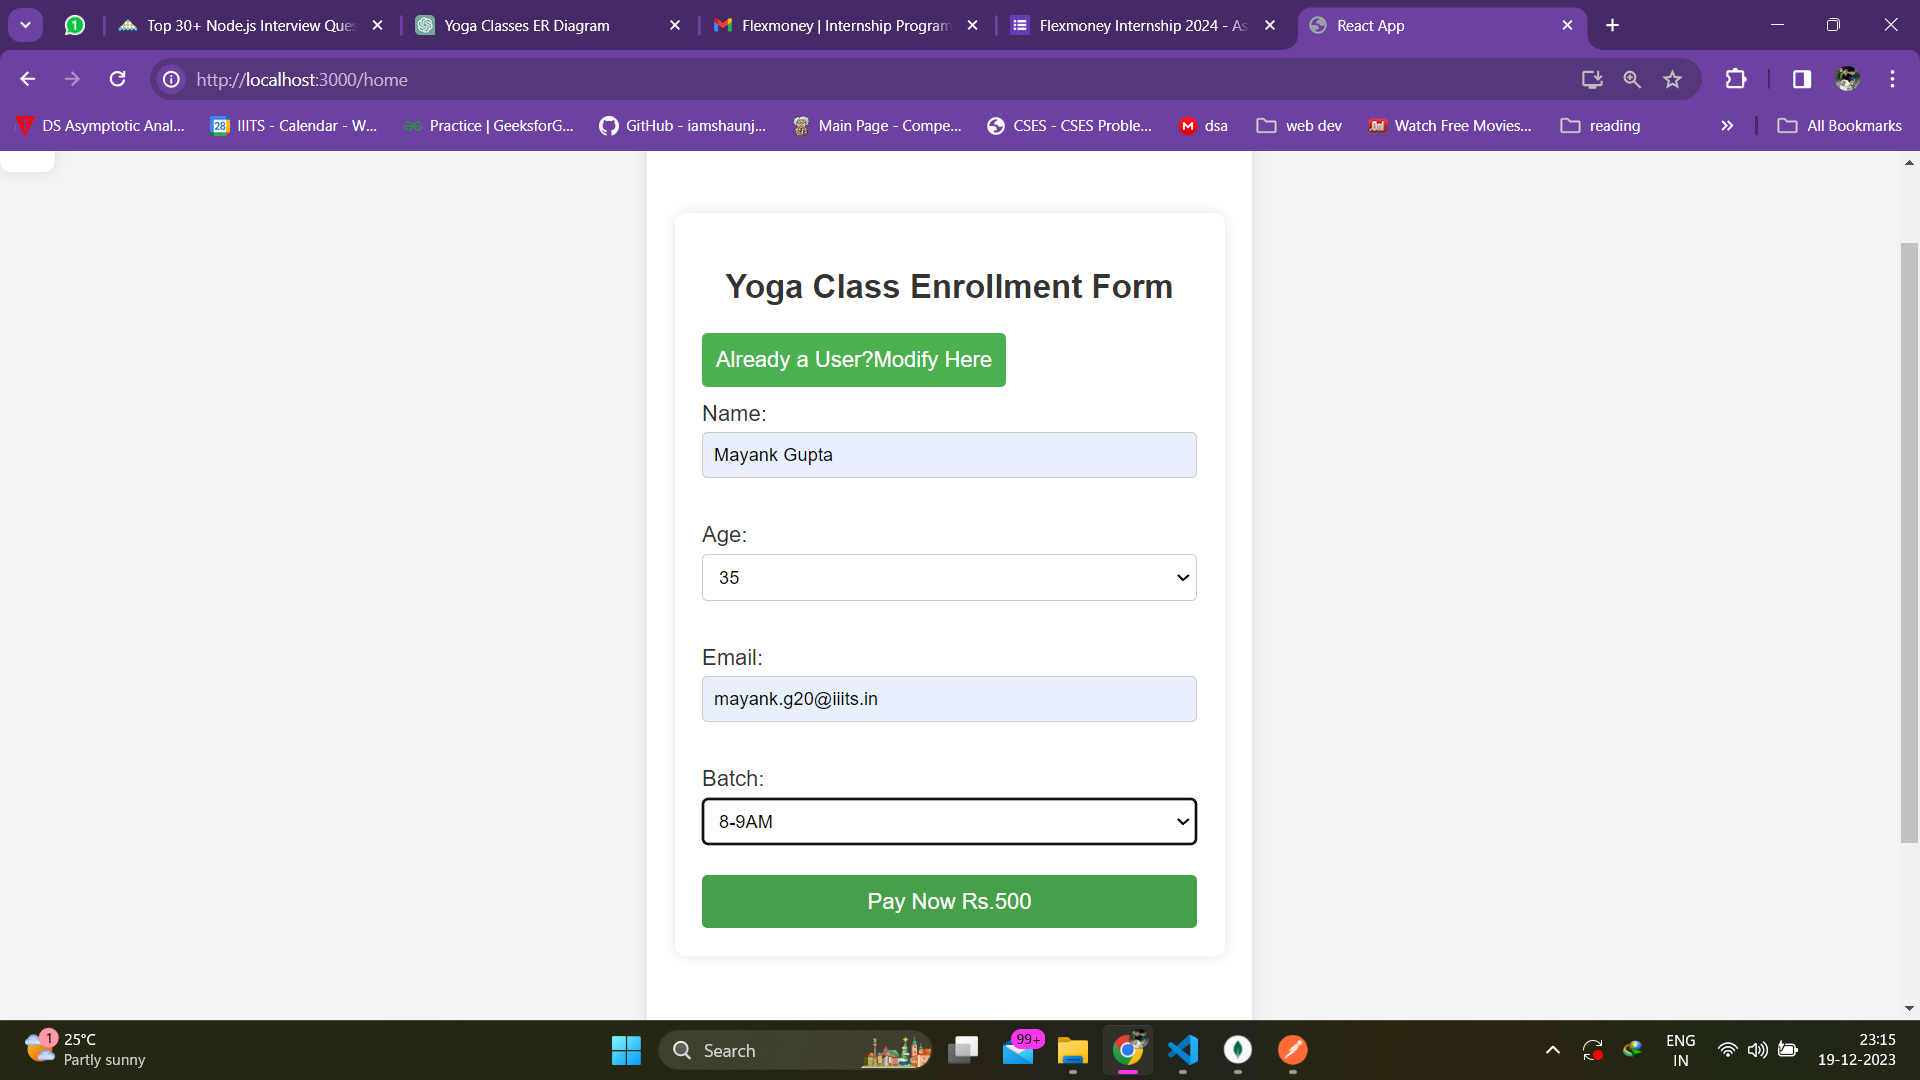 1
Top 30+ Node.js Interview Ques
Yoga Classes ER Diagram
Flexmoney | Internship Program
Flexmoney Internship 2024 - As
React App
http://localhost:3000/home
DS Asymptotic Anal...
28
IIITS - Calendar - W...
Practice | GeeksforG...
GitHub - iamshaunj...
Main Page - Compe...
CSES - CSES Proble...
M
dsa
web dev
Watch Free Movies...
reading
All Bookmarks
Yoga Class Enrollment Form
Already a User?Modify Here
Name:
Mayank Gupta
Age:
35
Email:
mayank.g20@iiits.in
Batch:
8-9AM
Pay Now Rs.500
1
25°C
Partly sunny
Search
99+
ENG
IN
23:15
19-12-2023